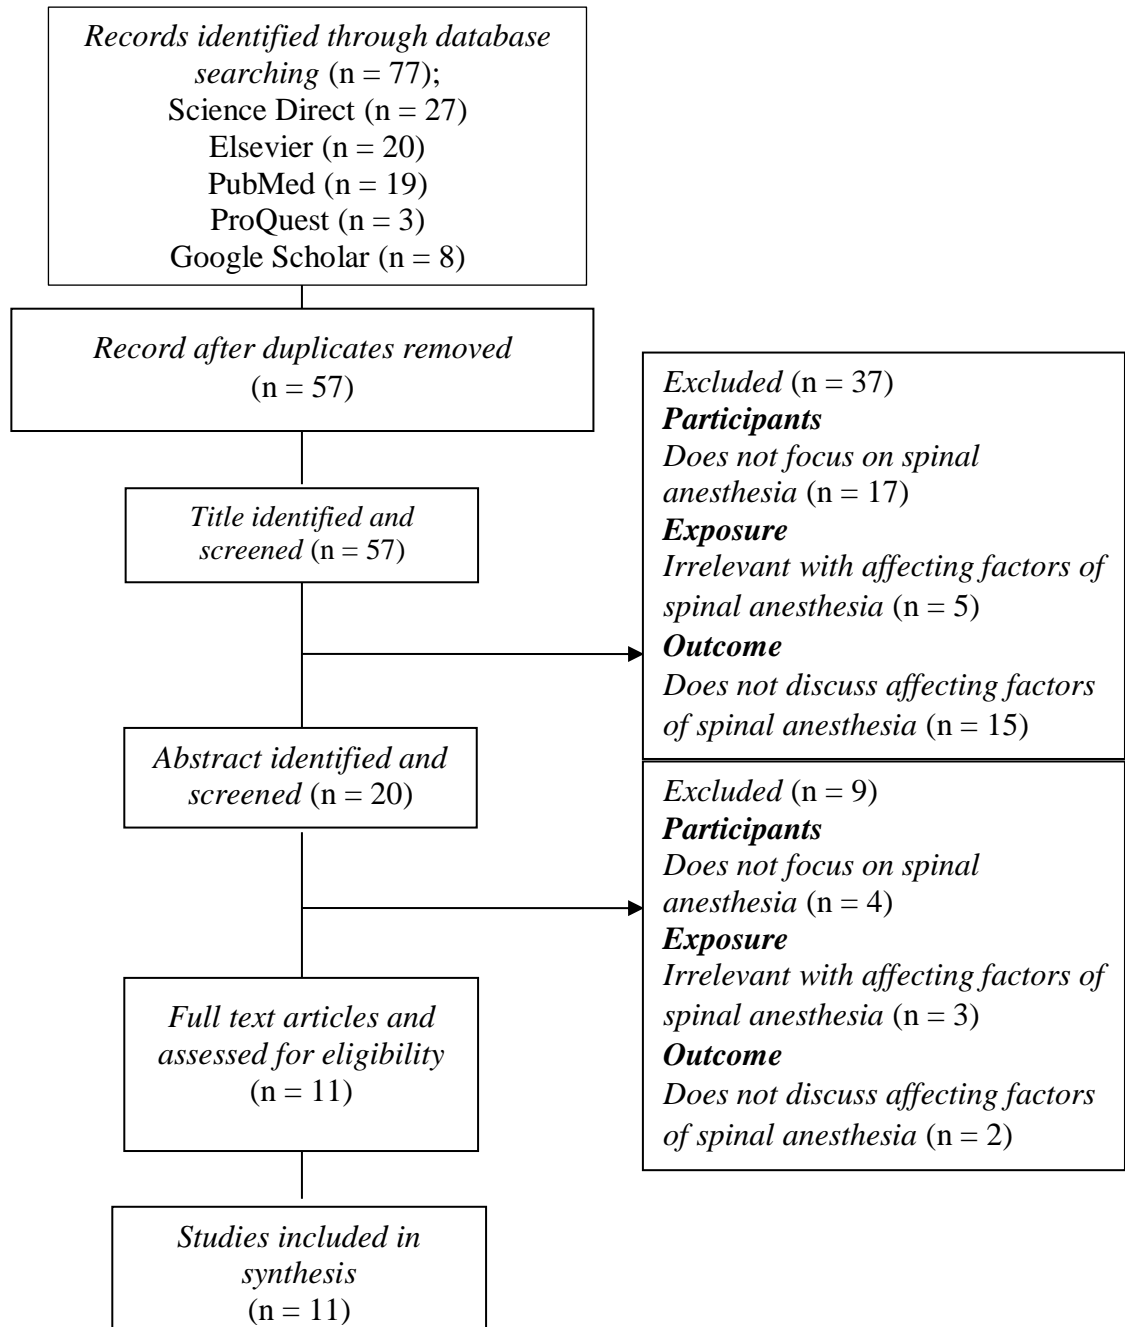 Records identified through database
searching (n = 77);
Science Direct (n = 27)
Elsevier (n = 20)
PubMed (n = 19)
ProQuest (n = 3)
Google Scholar (n = 8)
Record after duplicates removed
(n = 57)
Title identified and
screened (n = 57)
Excluded (n = 37)
Participants
Does not focus on spinal
anesthesia (n = 17)
Exposure
Irrelevant with affecting factors of
spinal anesthesia (n = 5)
Outcome
Does not discuss affecting factors
of spinal anesthesia (n = 15)
Abstract identified and
screened (n = 20)
Excluded (n = 9)
Participants
Does not focus on spinal
anesthesia (n = 4)
Exposure
Irrelevant with affecting factors of
spinal anesthesia (n = 3)
Outcome
Does not discuss affecting factors
of spinal anesthesia (n = 2)
Full text articles and
assessed for eligibility
(n = 11)
Studies included in
synthesis
(n = 11)